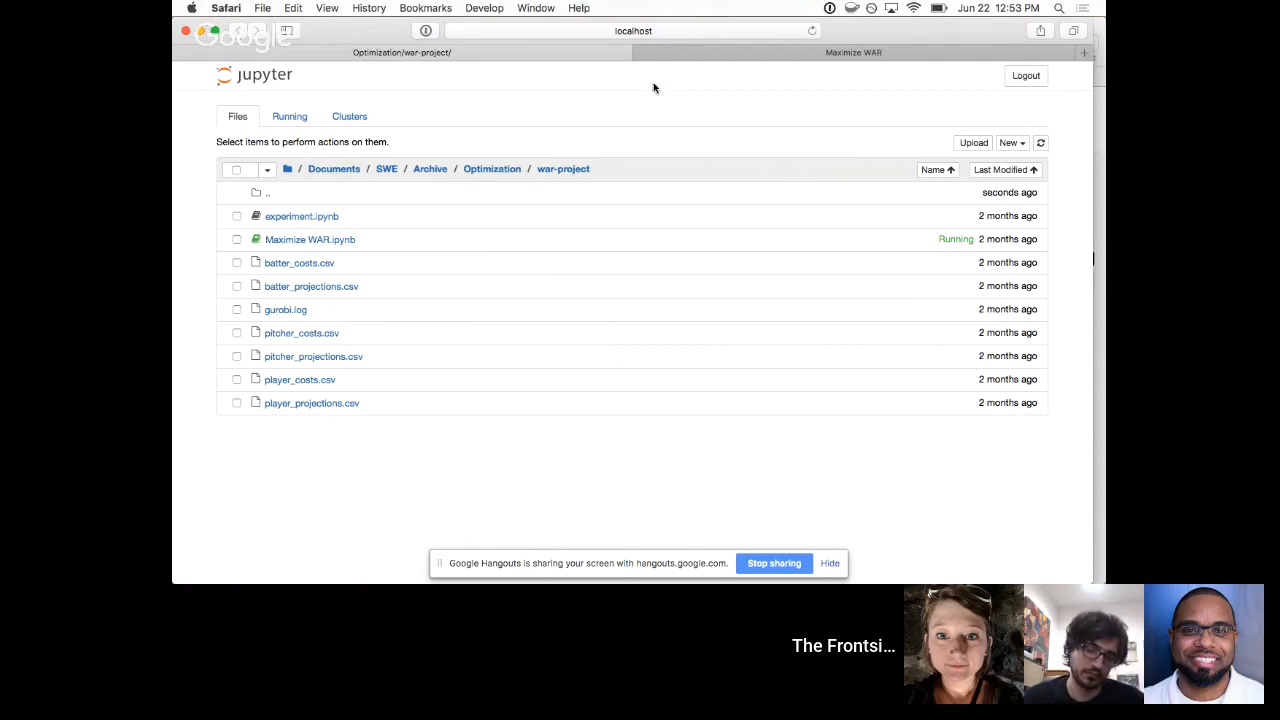 Safari File Edit View History Bookmarks Develop Window Help Jun 22 12:53 PM
Google
localhost
Optimization/war-project/ Maximize WAR
jupyter Logout
Files Running Clusters
Select items to perform actions on them. Upload New
/ Documents / SWE / Archive / Optimization / war-project Name Last Modified
.. seconds ago
experiment.ipynb 2 months ago
Maximize WAR.ipynb Running 2 months ago
batter_costs.csv 2 months ago
batter_projections.csv 2 months ago
gurobi.log 2 months ago
pitcher_costs.csv 2 months ago
pitcher_projections.csv 2 months ago
player_costs.csv 2 months ago
player_projections.csv 2 months ago
Google Hangouts is sharing your screen with hangouts.google.com. Stop sharing Hide
The Frontsi...